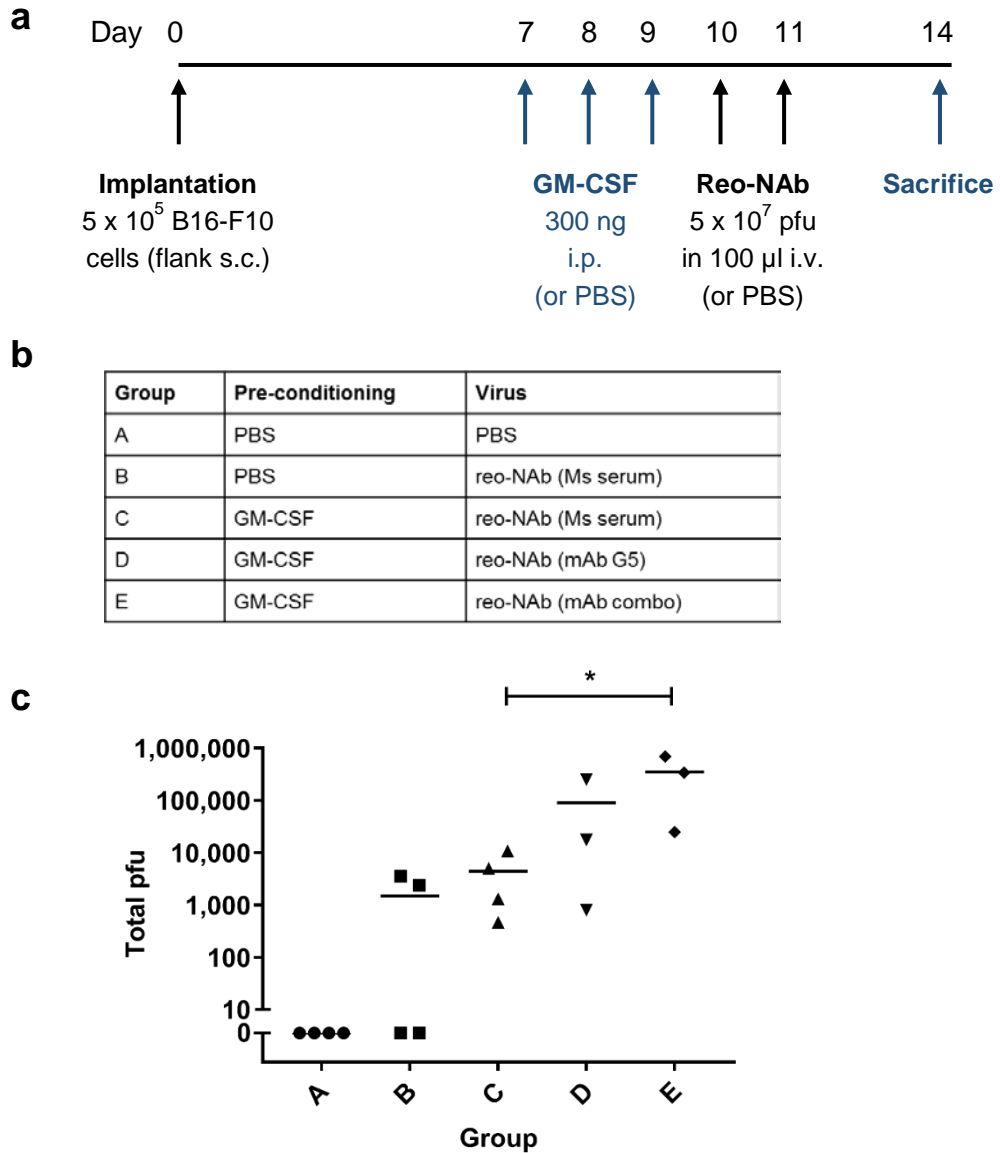 a
Day 0 7 8 9 10 11 14
Implantation GM-CSF Reo-NAb Sacrifice
5 x 10^5 B16-F10 300 ng 5 x 10^7 pfu
cells (flank s.c.) i.p. in 100 µl i.v.
(or PBS) (or PBS)
b
Group Pre-conditioning Virus
A PBS PBS
B PBS reo-NAb (Ms serum)
C GM-CSF reo-NAb (Ms serum)
D GM-CSF reo-NAb (mAb G5)
E GM-CSF reo-NAb (mAb combo)
c
*
1,000,000
100,000
10,000
1,000
100
10
0
Total pfu
A B C D E
Group